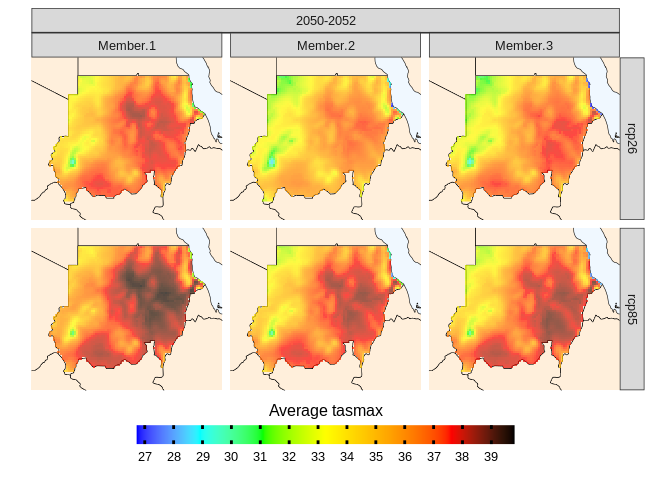 2050-2052
Member.1 Member.2 Member.3
rcp26
rcp85
Average tasmax
27 28 29 30 31 32 33 34 35 36 37 38 39